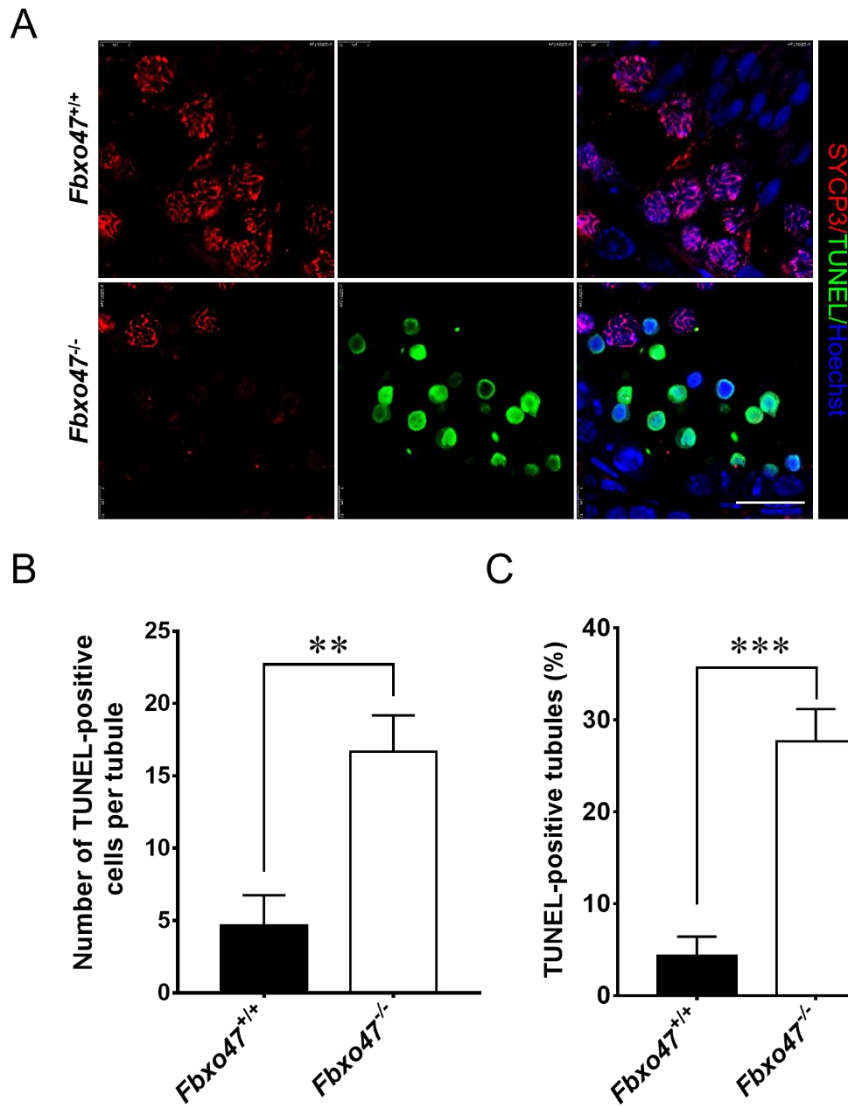 A
Fbxo47+/+
Fbxo47-/-
SYCP3/TUNEL/Hoechst
B
Number of TUNEL-positive
cells per tubule
25
20
15
10
5
0
**
Fbxo47+/+
Fbxo47-/-
C
TUNEL-positive tubules (%)
40
30
20
10
0
***
Fbxo47+/+
Fbxo47-/-